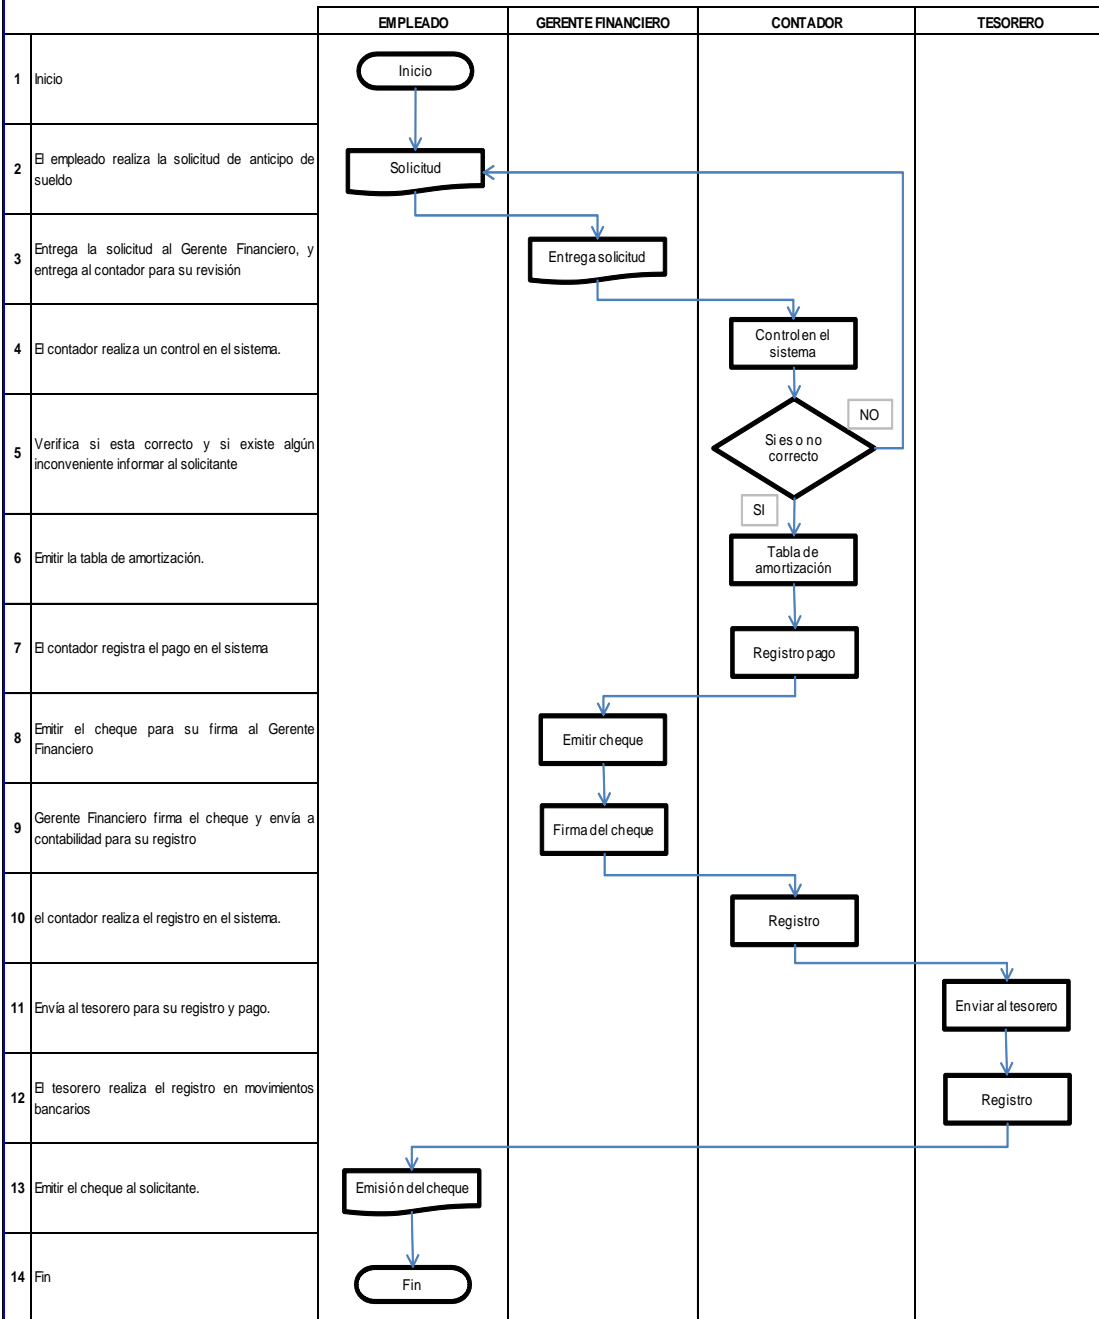 EMPLEADO GERENTE FINANCIERO CONTADOR TESORERO
1 Inicio
Inicio
2 El empleado realiza la solicitud de anticipo de
sueldo
Solicitud
3 Entrega la solicitud al Gerente Financiero, y
entrega al contador para su revisión
Entrega solicitud
4 El contador realiza un control en el sistema.
Control en el
sistema
5 Verifica si esta correcto y si existe algún
inconveniente informar al solicitante
NO
Si es o no
correcto
SI
6 Emitir la tabla de amortización.
Tabla de
amortización
7 El contador registra el pago en el sistema
Registro pago
8 Emitir el cheque para su firma al Gerente
Financiero
Emitir cheque
9 Gerente Financiero firma el cheque y envía a
contabilidad para su registro
Firma del cheque
10 el contador realiza el registro en el sistema.
Registro
11 Envía al tesorero para su registro y pago.
Enviar al tesorero
12 El tesorero realiza el registro en movimientos
bancarios
Registro
13 Emitir el cheque al solicitante.
Emisión del cheque
14 Fin
Fin